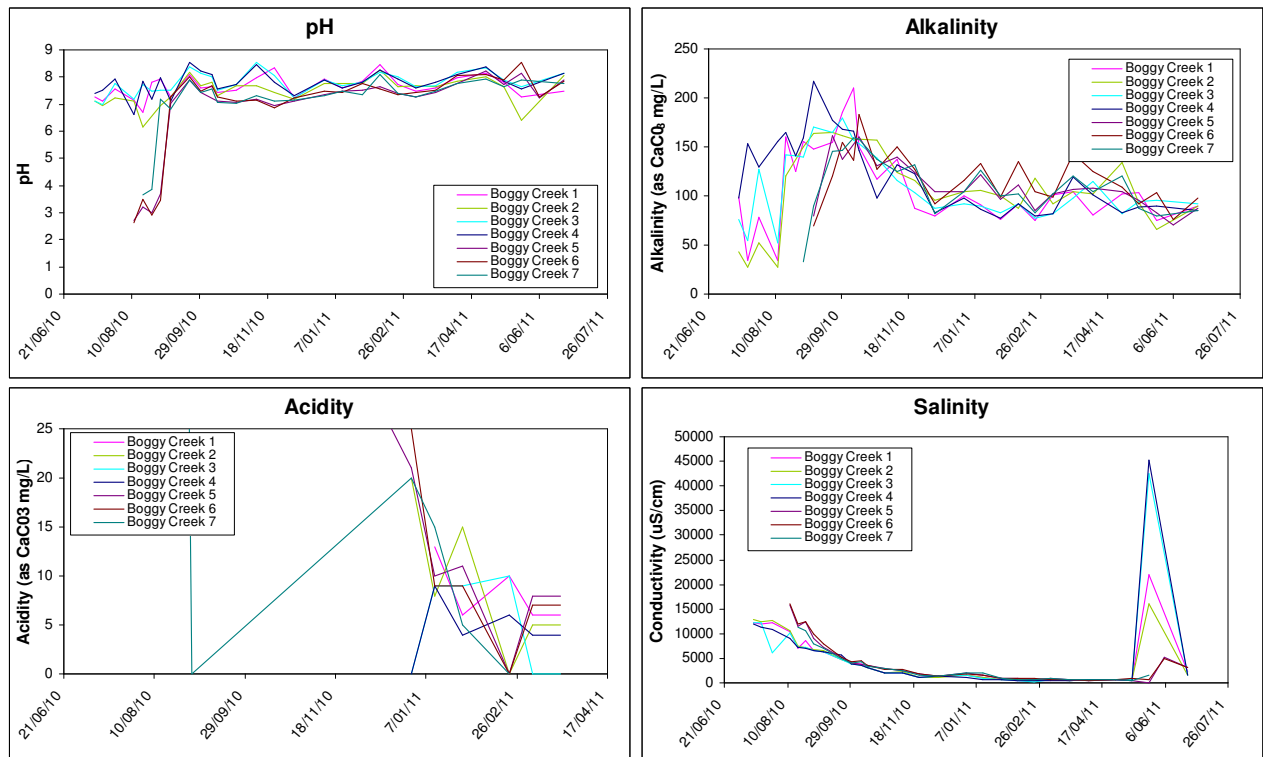 pH
9
8
7
6
5
4
3
2
1
0
pH
Boggy Creek 1
Boggy Creek 2
Boggy Creek 3
Boggy Creek 4
Boggy Creek 5
Boggy Creek 6
Boggy Creek 7
21/06/10
10/08/10
29/09/10
18/11/10
7/01/11
26/02/11
17/04/11
6/06/11
26/07/11
Alkalinity
250
200
150
100
50
0
Alkalinity (as CaC0₃ mg/L)
Boggy Creek 1
Boggy Creek 2
Boggy Creek 3
Boggy Creek 4
Boggy Creek 5
Boggy Creek 6
Boggy Creek 7
21/06/10
10/08/10
29/09/10
18/11/10
7/01/11
26/02/11
17/04/11
6/06/11
26/07/11
Acidity
25
20
15
10
5
0
Acidity (as CaC03 mg/L)
Boggy Creek 1
Boggy Creek 2
Boggy Creek 3
Boggy Creek 4
Boggy Creek 5
Boggy Creek 6
Boggy Creek 7
21/06/10
10/08/10
29/09/10
18/11/10
7/01/11
26/02/11
17/04/11
Salinity
50000
45000
40000
35000
30000
25000
20000
15000
10000
5000
0
Conductivity (uS/cm)
Boggy Creek 1
Boggy Creek 2
Boggy Creek 3
Boggy Creek 4
Boggy Creek 5
Boggy Creek 6
Boggy Creek 7
21/06/10
10/08/10
29/09/10
18/11/10
7/01/11
26/02/11
17/04/11
6/06/11
26/07/11